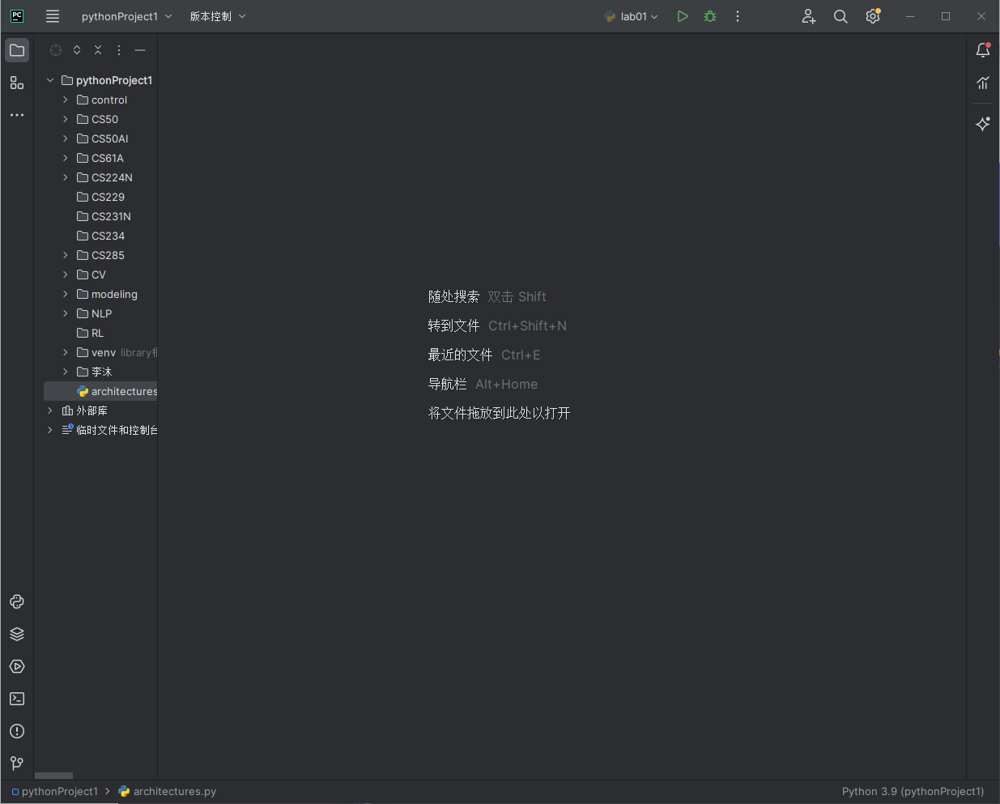 PC pythonProject1 版本控制 lab01
pythonProject1
control
CS50
CS50AI
CS61A
CS224N
CS229
CS231N
CS234
CS285
CV
modeling
NLP
RL
venv library
李沐
architectures
外部库
临时文件和控制台
随处搜索 双击 Shift
转到文件 Ctrl+Shift+N
最近的文件 Ctrl+E
导航栏 Alt+Home
将文件拖放到此处以打开
pythonProject1 architectures.py Python 3.9 (pythonProject1)